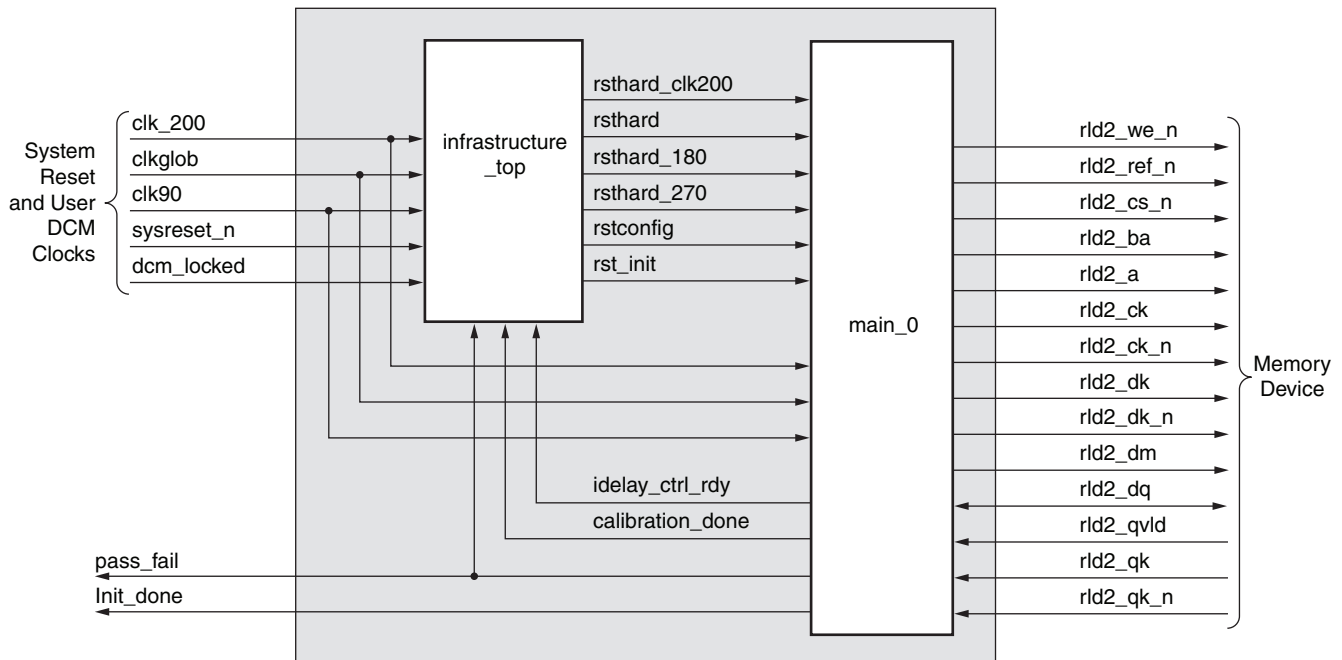 System
Reset
and User
DCM
Clocks
clk_200
clkglob
clk90
sysreset_n
dcm_locked
infrastructure
_top
rsthard_clk200
rsthard
rsthard_180
rsthard_270
rstconfig
rst_init
main_0
idelay_ctrl_rdy
calibration_done
pass_fail
Init_done
rld2_we_n
rld2_ref_n
rld2_cs_n
rld2_ba
rld2_a
rld2_ck
rld2_ck_n
rld2_dk
rld2_dk_n
rld2_dm
rld2_dq
rld2_qvld
rld2_qk
rld2_qk_n
Memory
Device